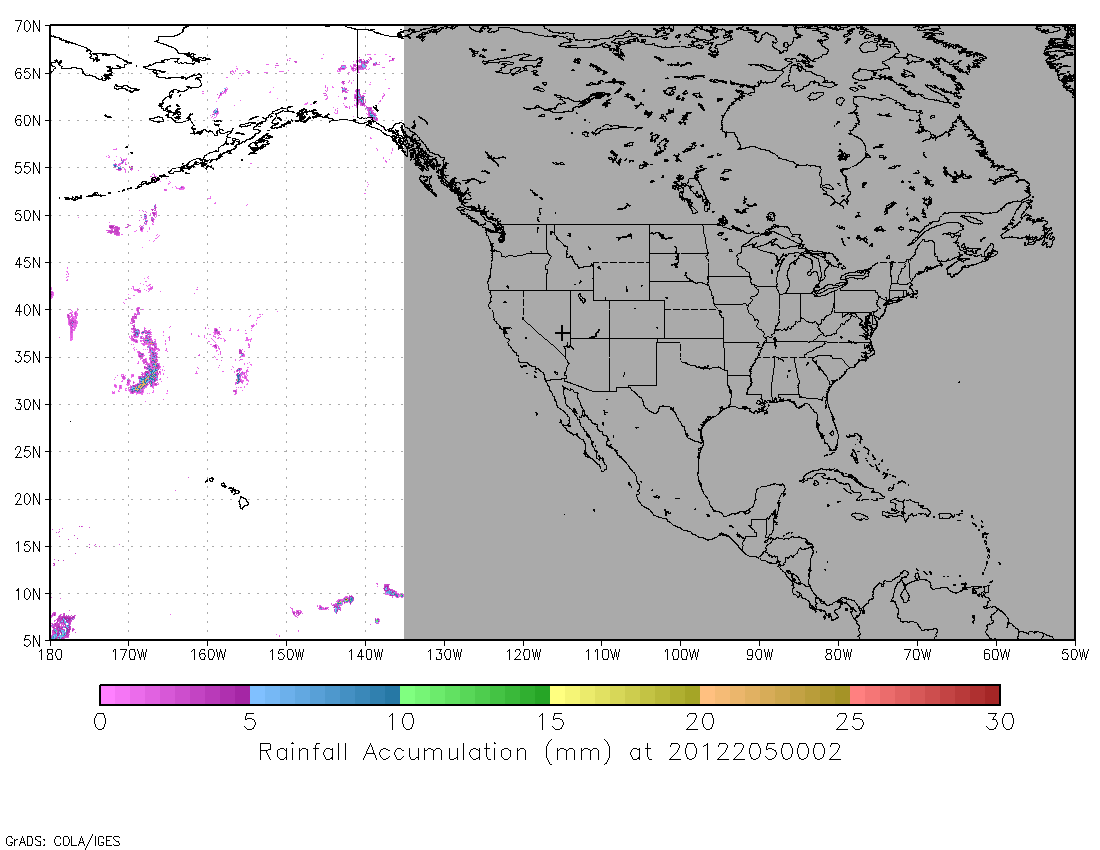 70N
65N
60N
55N
50N
45N
40N
35N
30N
25N
20N
15N
10N
5N
180 170W 160W 150W 140W 130W 120W 110W 100W 90W 80W 70W 60W 50W
0 5 10 15 20 25 30
Rainfall Accumulation (mm) at 20122050002
GrADS: COLA/IGES